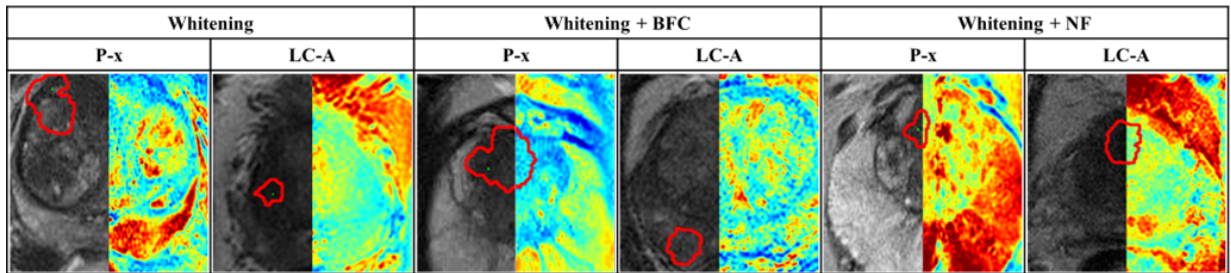 Whitening Whitening + BFC Whitening + NF
P-x LC-A P-x LC-A P-x LC-A